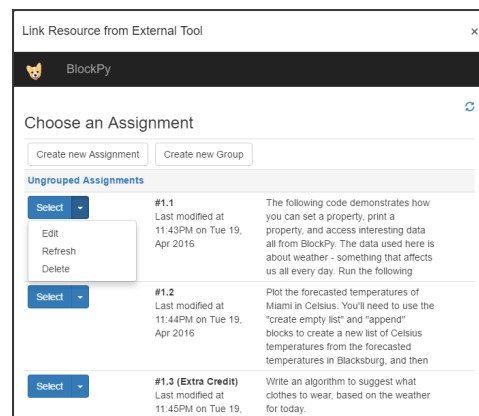 Link Resource from External Tool
×
BlockPy
Choose an Assignment
Create new Assignment
Create new Group
Ungrouped Assignments
Select
Edit
Refresh
Delete
#1.1
Last modified at
11:43PM on Tue 19,
Apr 2016
The following code demonstrates how
you can set a property, print a
property, and access interesting data
all from BlockPy. The data used here is
about weather - something that affects
us all every day. Run the following
Select
#1.2
Last modified at
11:44PM on Tue 19,
Apr 2016
Plot the forecasted temperatures of
Miami in Celsius. You'll need to use the
"create empty list" and "append"
blocks to create a new list of Celsius
temperatures from the forecasted
temperatures in Blacksburg, and then
Select
#1.3 (Extra Credit)
Last modified at
11:45PM on Tue 19,
Write an algorithm to suggest what
clothes to wear, based on the weather
for today.